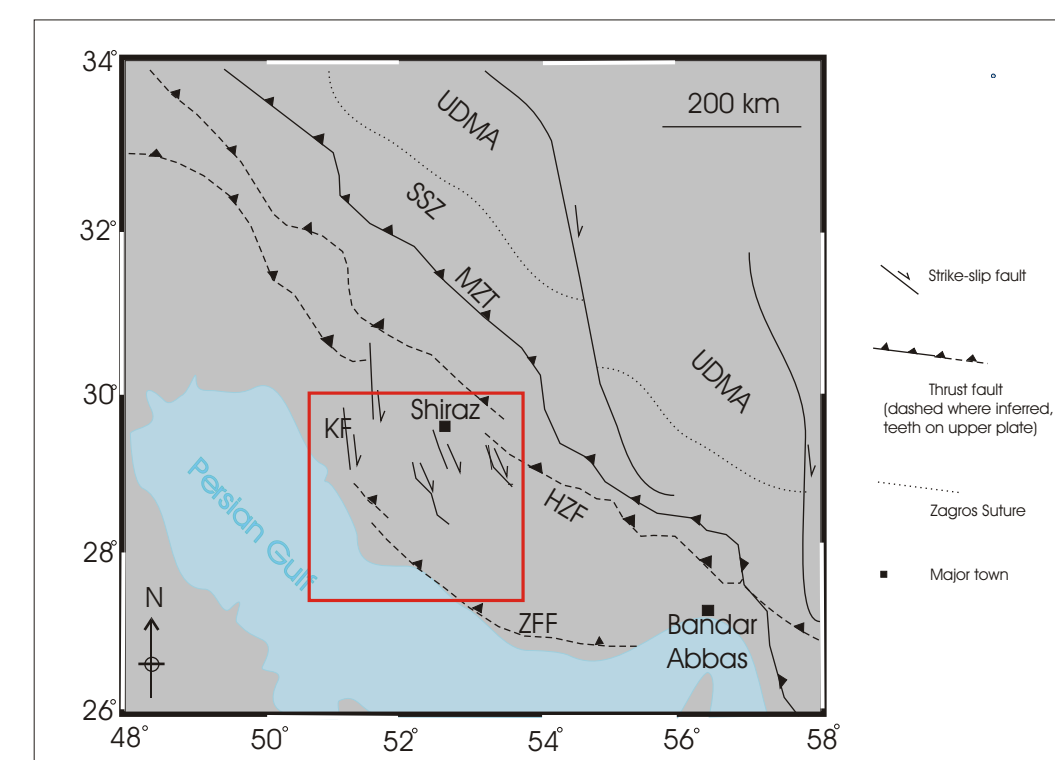 34°
32°
30°
28°
26°
48°
50°
52°
54°
56°
58°
UDMA
200 km
SSZ
MZT
UDMA
Shiraz
KF
HZF
Persian Gulf
ZFF
Bandar
Abbas
N
Strike-slip fault
Thrust fault
(dashed where inferred,
teeth on upper plate)
Zagros Suture
Major town